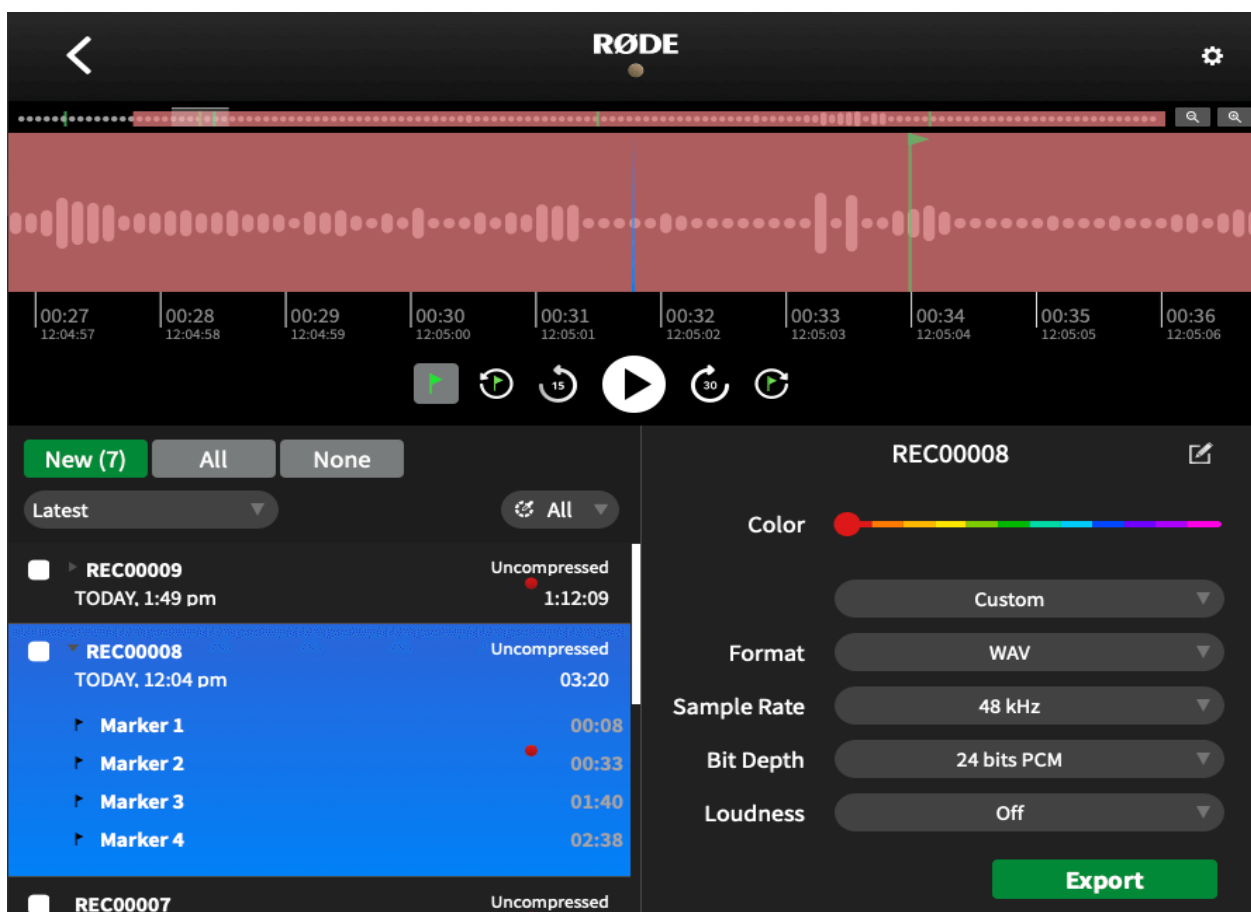 RØDE
00:27 00:28 00:29 00:30 00:31 00:32 00:33 00:34 00:35 00:36
12:04:57 12:04:58 12:04:59 12:05:00 12:05:01 12:05:02 12:05:03 12:05:04 12:05:05 12:05:06
15 30
New (7) All None
Latest All
REC00009 Uncompressed
TODAY, 1:49 pm 1:12:09
REC00008 Uncompressed
TODAY, 12:04 pm 03:20
Marker 1 00:08
Marker 2 00:33
Marker 3 01:40
Marker 4 02:38
REC00007 Uncompressed
REC00008
Color
Custom
Format WAV
Sample Rate 48 kHz
Bit Depth 24 bits PCM
Loudness Off
Export